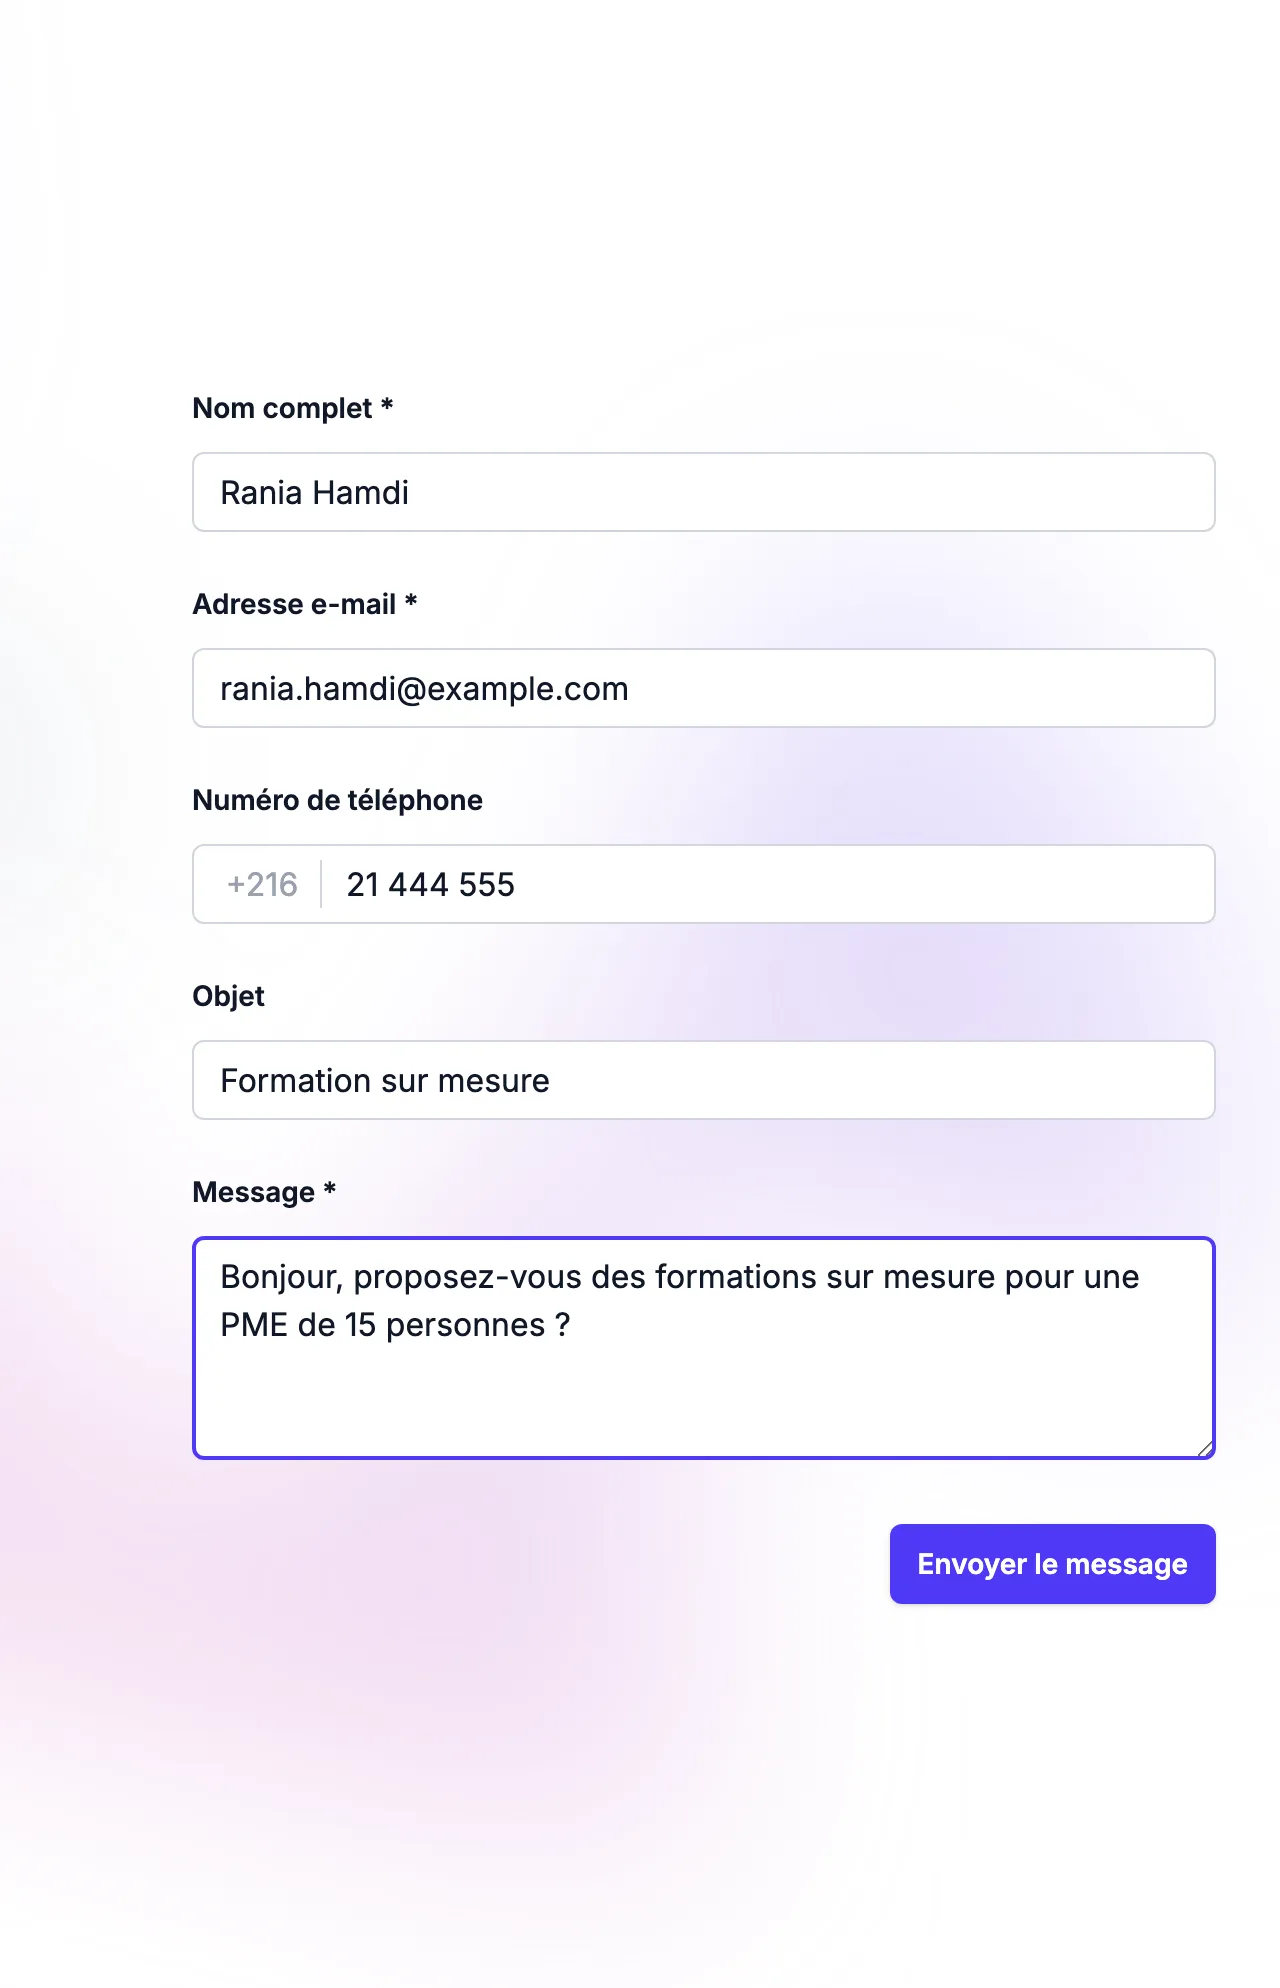 Nom complet *
Rania Hamdi
Adresse e-mail *
rania.hamdi@example.com
Numéro de téléphone
+216 21 444 555
Objet
Formation sur mesure
Message *
Bonjour, proposez-vous des formations sur mesure pour une
PME de 15 personnes ?
Envoyer le message